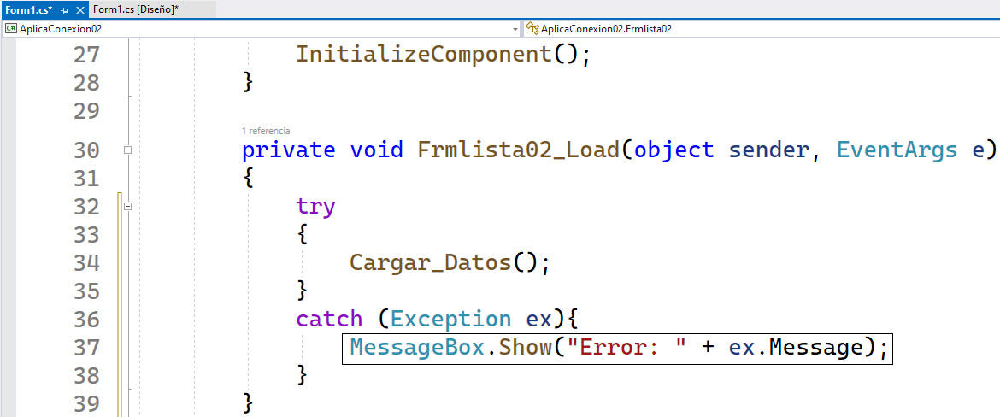 Form1.cs* Form1.cs [Diseño]*
AplicaConexion02 AplicaConexion02.Frmlista02
27 InitializeComponent();
28 }
29
1 referencia
30 private void Frmlista02_Load(object sender, EventArgs e)
31 {
32 try
33 {
34 Cargar_Datos();
35 }
36 catch (Exception ex){
37 MessageBox.Show("Error: " + ex.Message);
38 }
39 }